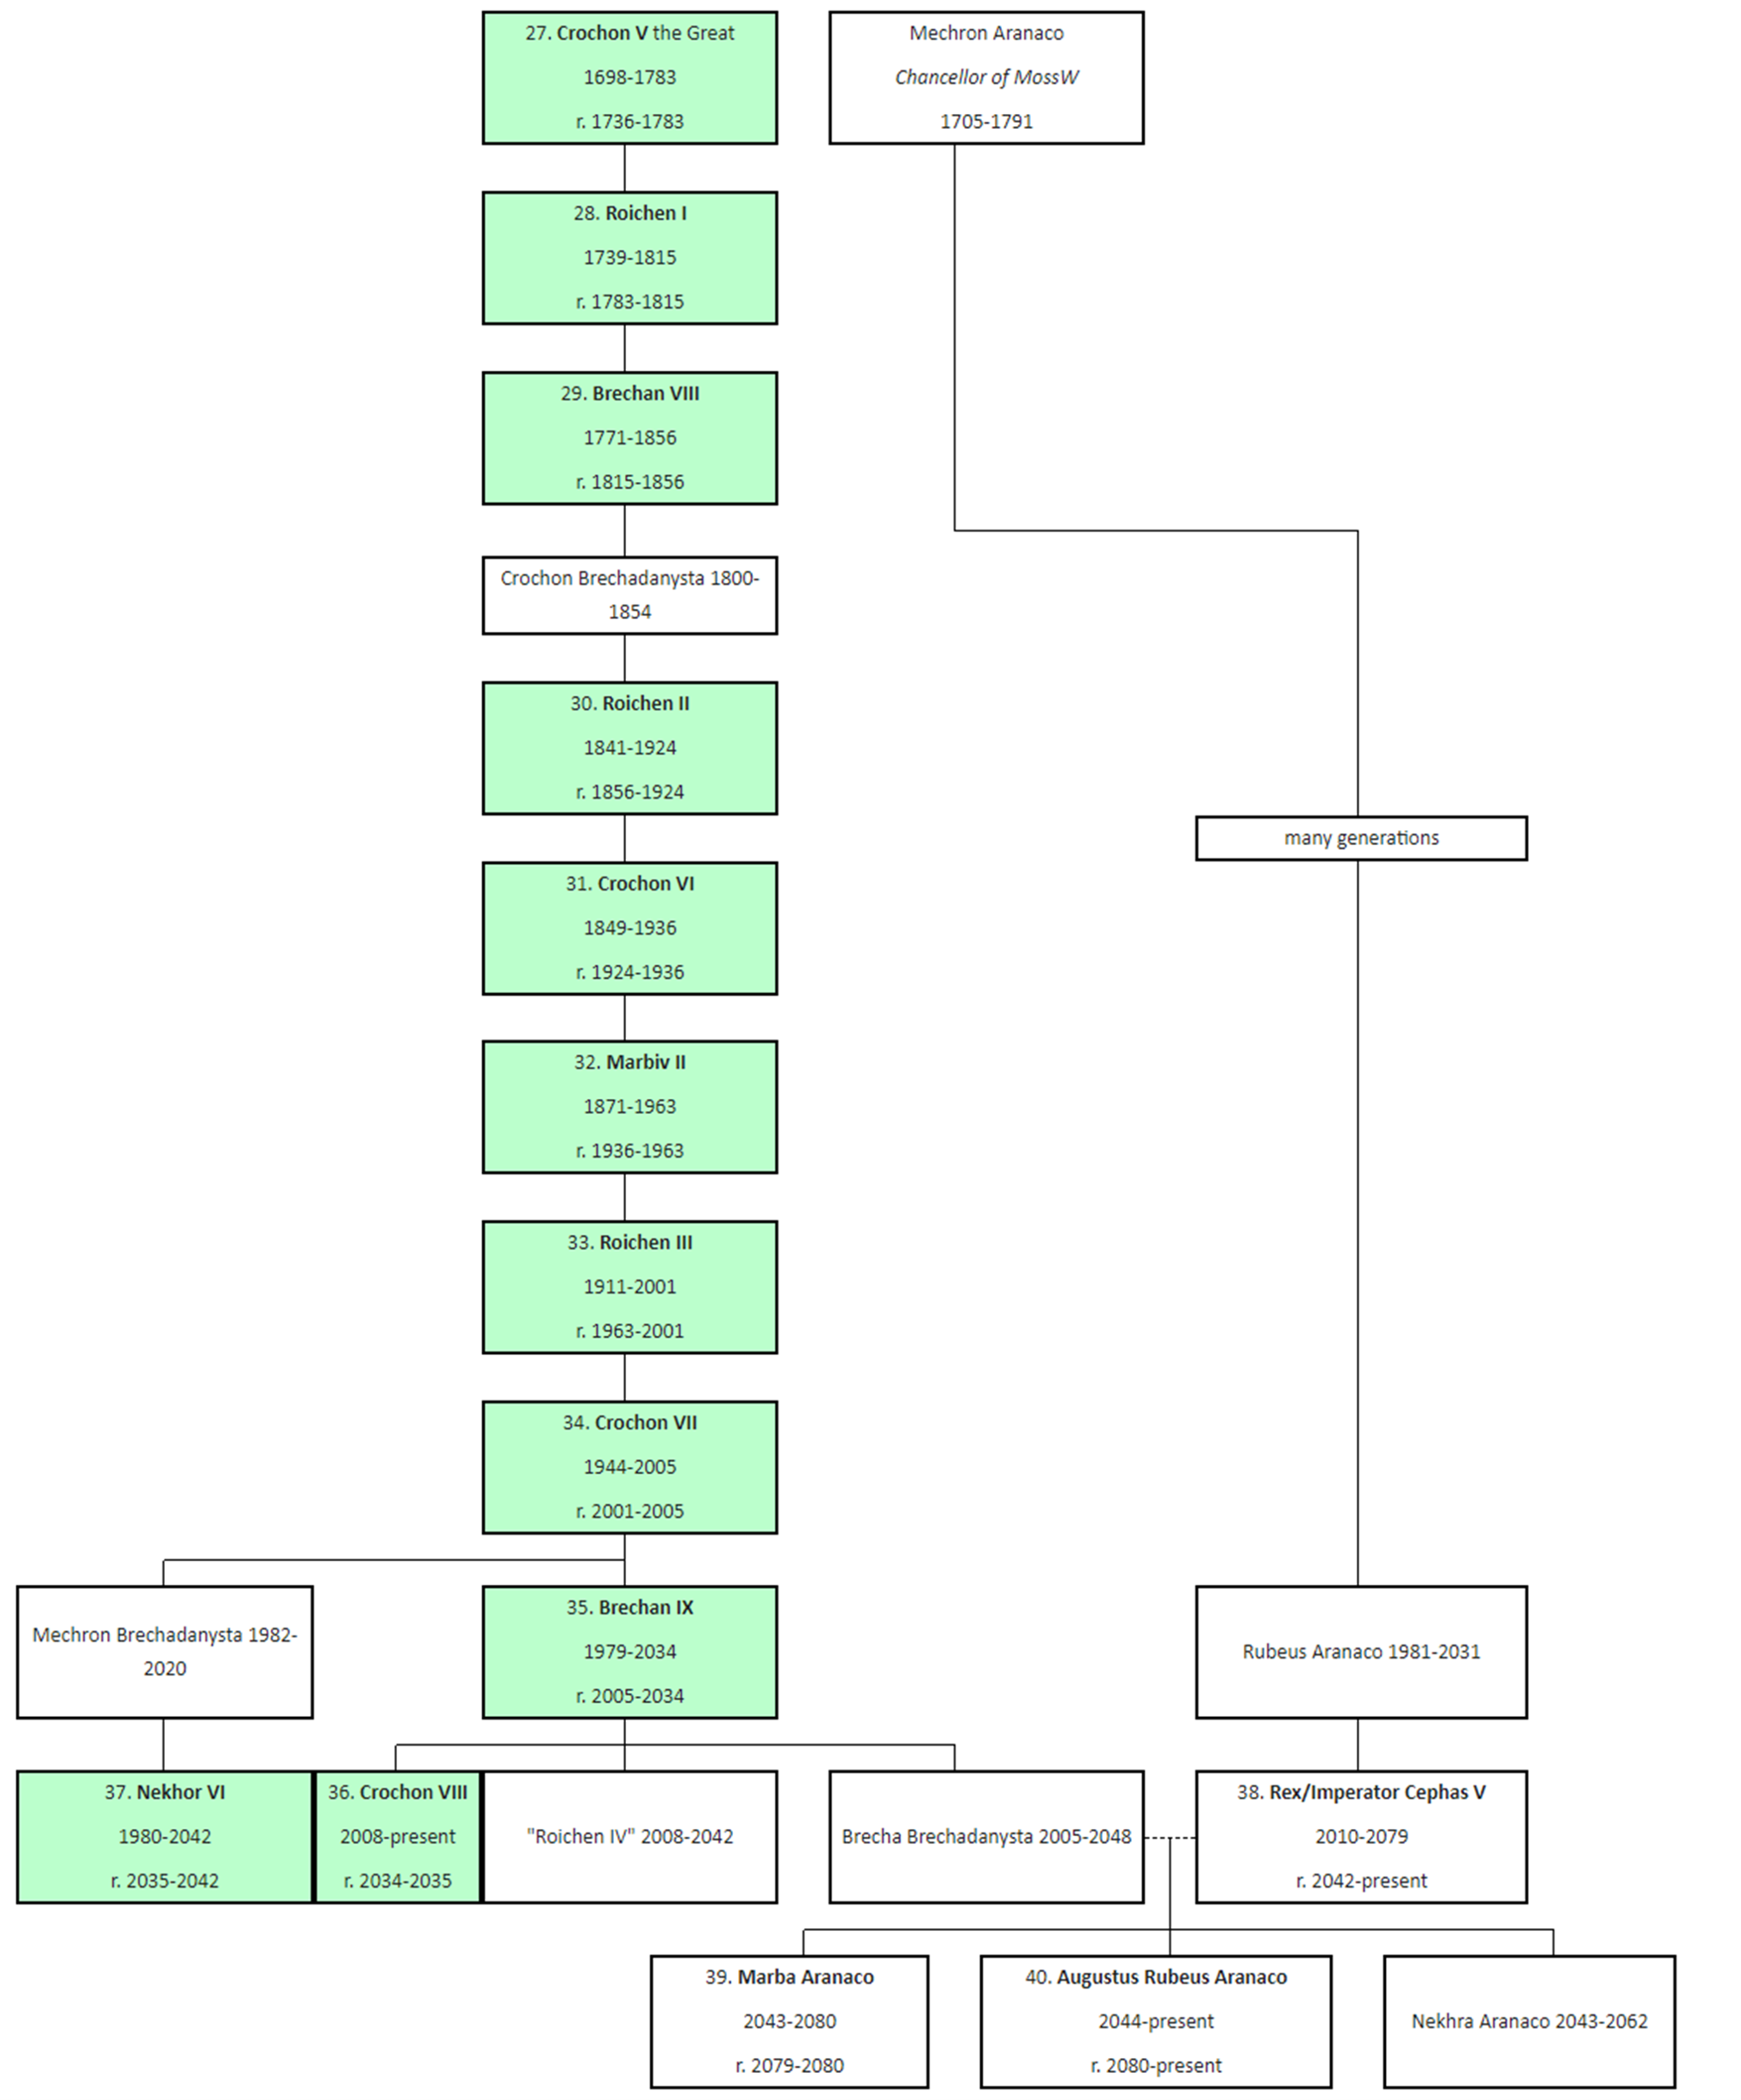 27. Crochon V the Great
1698-1783
r. 1736-1783
Mechron Aranaco
Chancellor of MossW
1705-1791
28. Roichen I
1739-1815
r. 1783-1815
29. Brechan VIII
1771-1856
r. 1815-1856
Crochon Brechadanysta 1800-
1854
30. Roichen II
1841-1924
r. 1856-1924
many generations
31. Crochon VI
1849-1936
r. 1924-1936
32. Marbiv II
1871-1963
r. 1936-1963
33. Roichen III
1911-2001
r. 1963-2001
34. Crochon VII
1944-2005
r. 2001-2005
Mechron Brechadanysta 1982-
2020
35. Brechan IX
1979-2034
r. 2005-2034
Rubeus Aranaco 1981-2031
37. Nekhor VI
1980-2042
r. 2035-2042
36. Crochon VIII
2008-present
r. 2034-2035
"Roichen IV" 2008-2042
Brecha Brechadanysta 2005-2048
38. Rex/Imperator Cephas V
2010-2079
r. 2042-present
39. Marba Aranaco
2043-2080
r. 2079-2080
40. Augustus Rubeus Aranaco
2044-present
r. 2080-present
Nekhra Aranaco 2043-2062